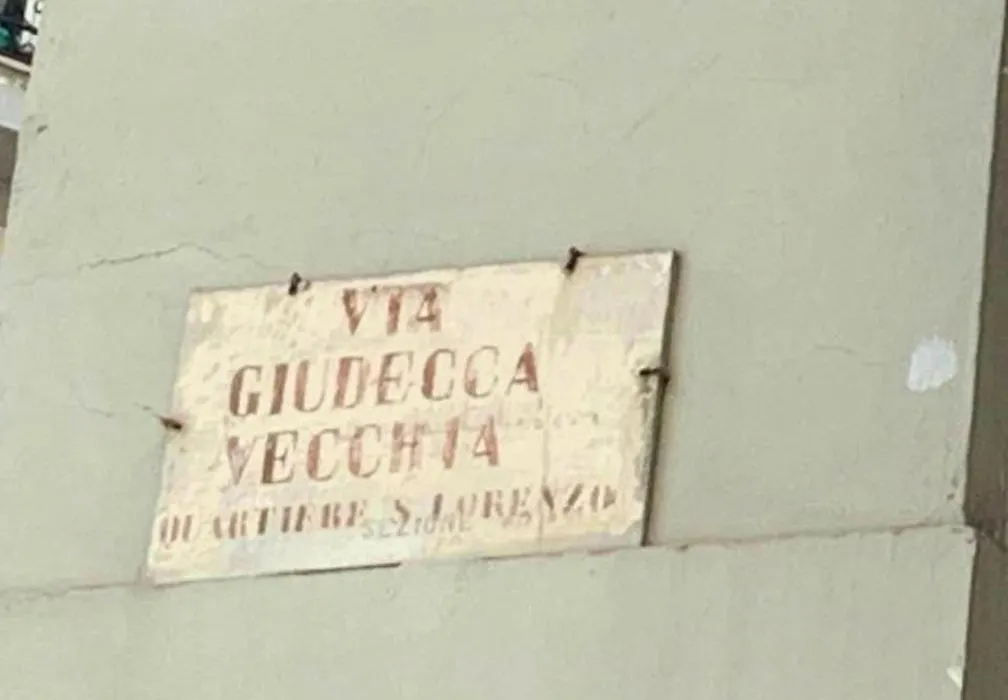 VIA
GIUDECCA
VECCHIA
QUARTIERE S. LORENZO
SEZIONE